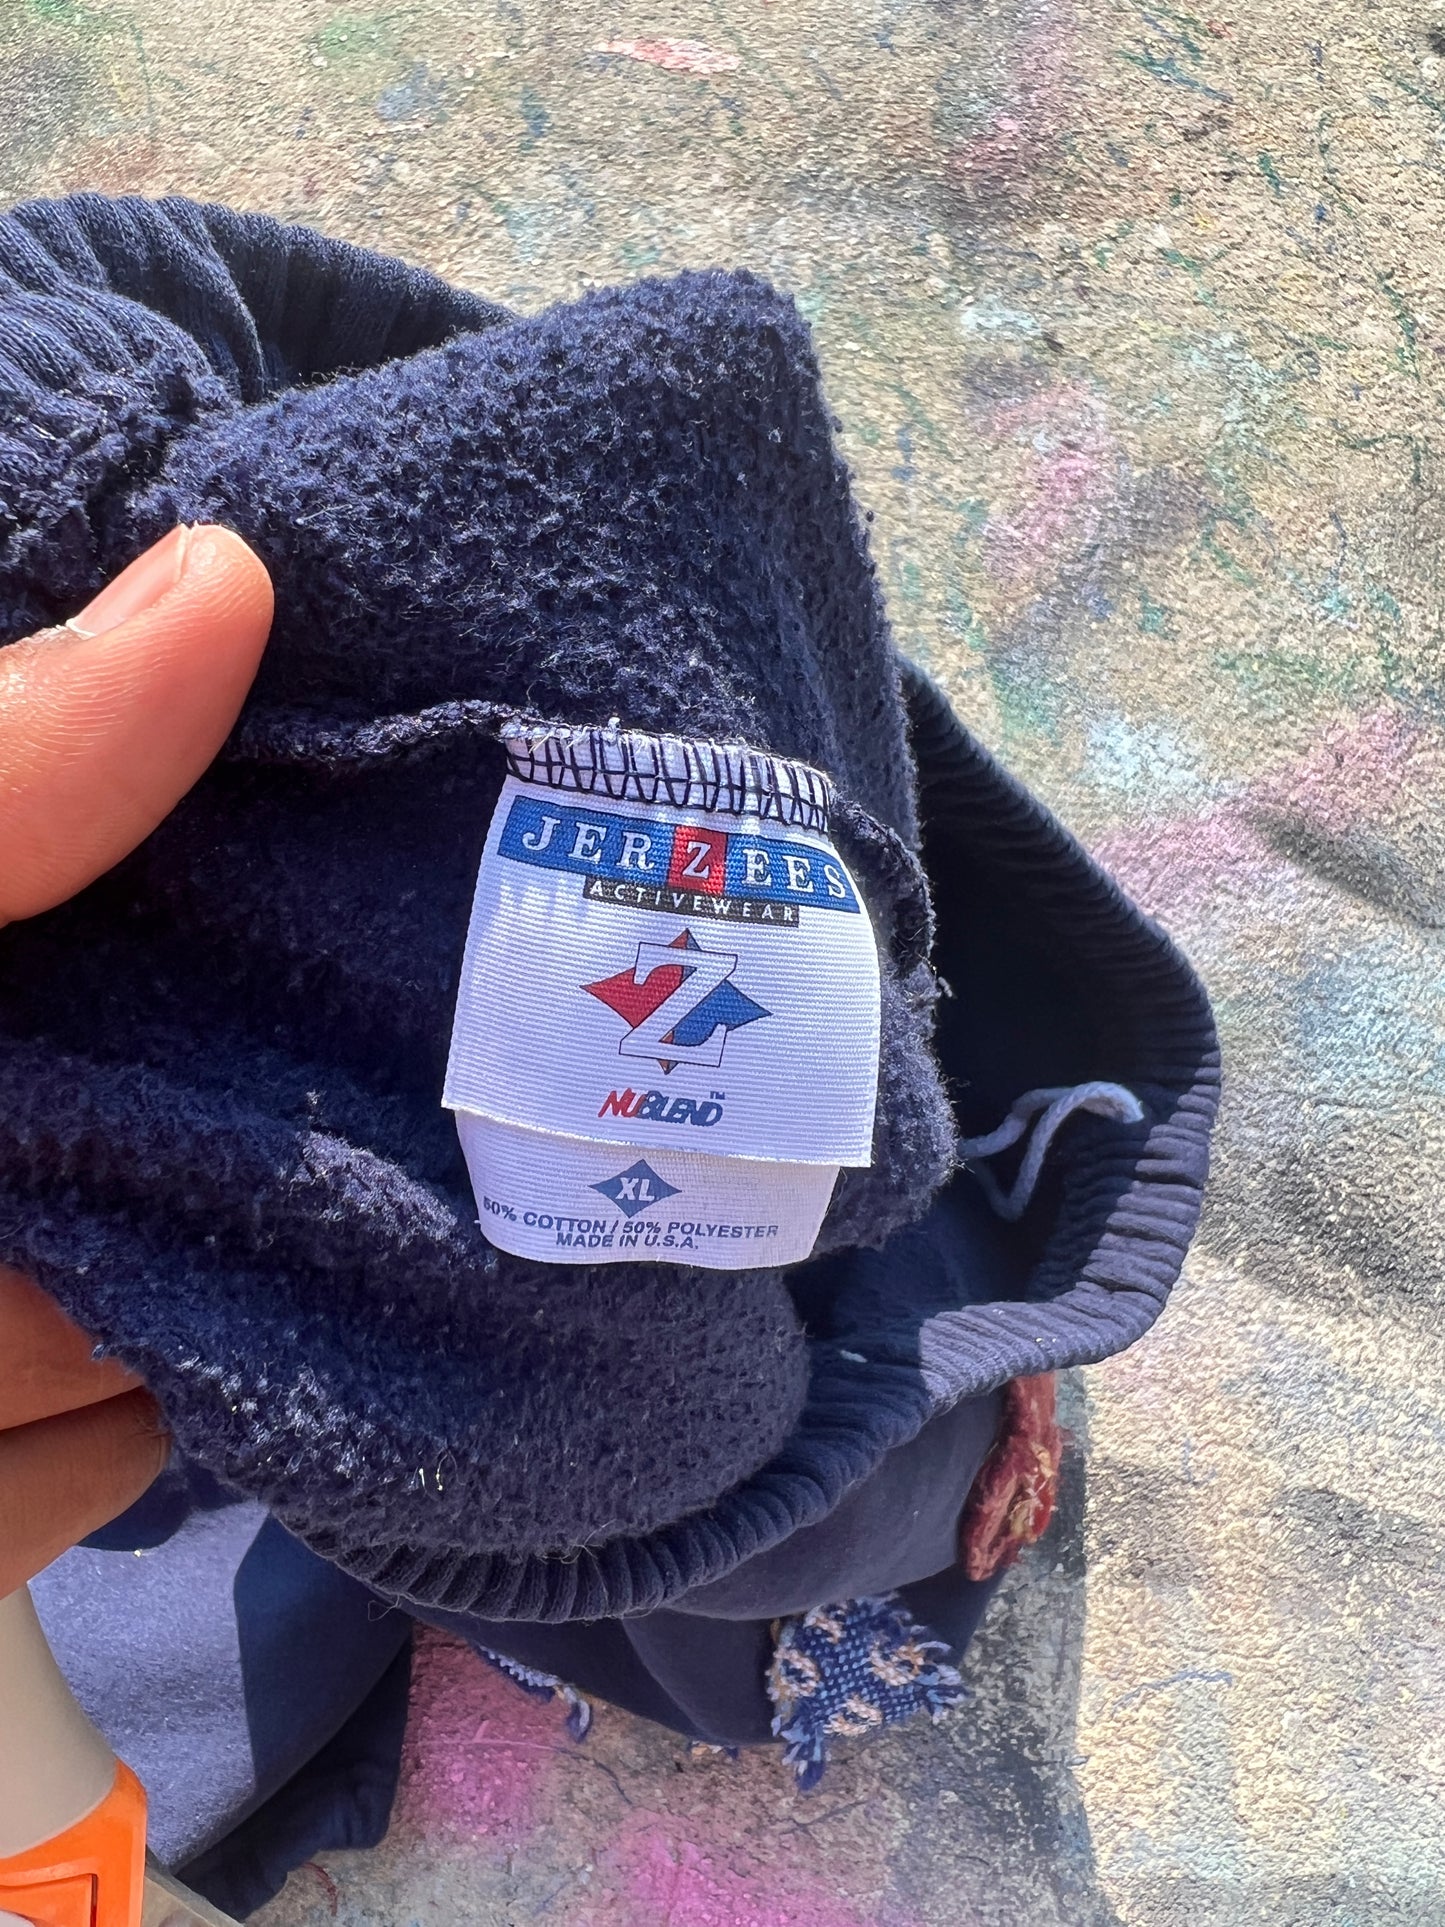 JERZEES
ACTIVEWEAR
Z
NUBLEND™
XL
50% COTTON / 50% POLYESTER
MADE IN U.S.A.